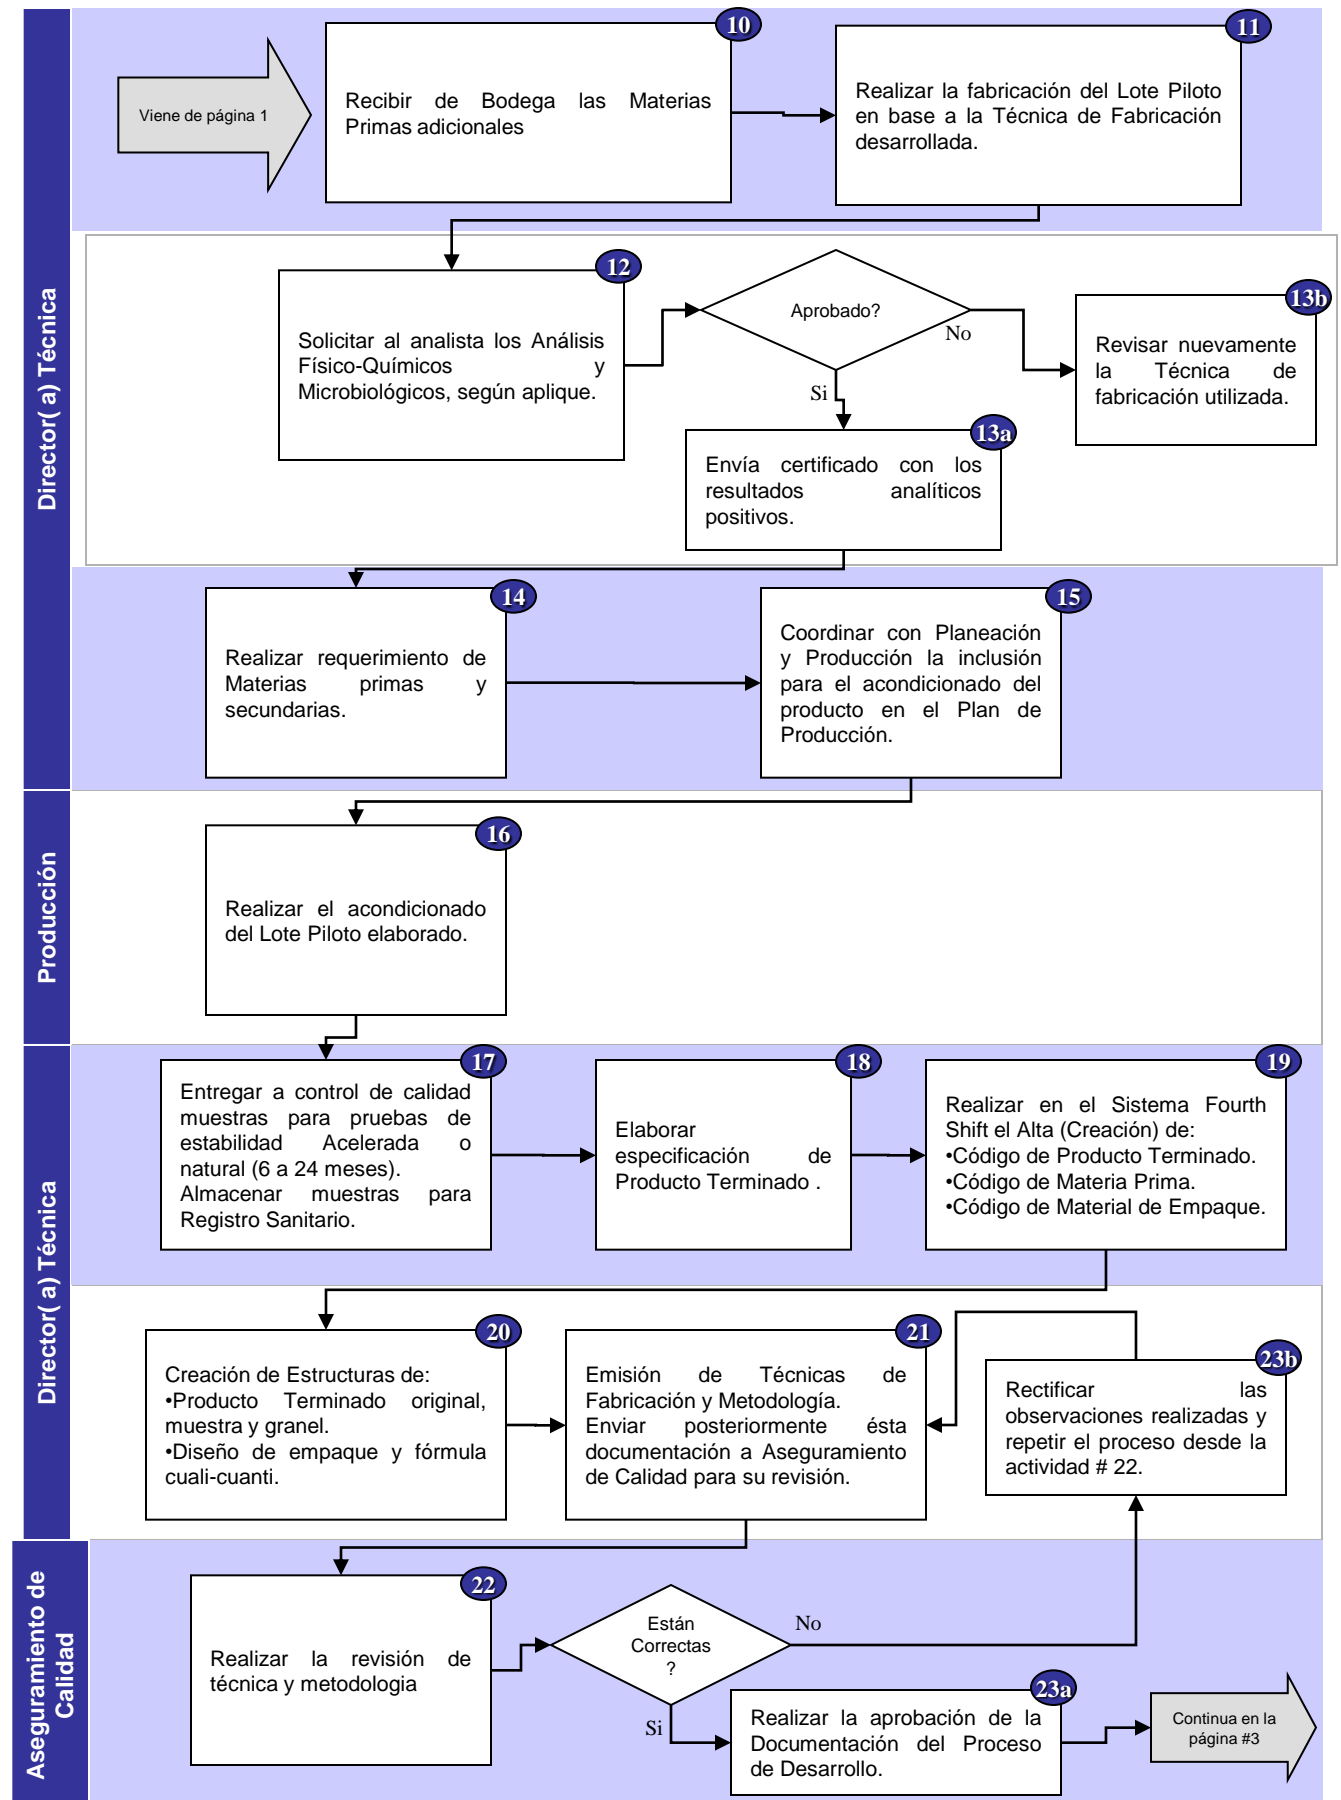 Director( a) Técnica
Viene de página 1
10
Recibir de Bodega las Materias
Primas adicionales
11
Realizar la fabricación del Lote Piloto
en base a la Técnica de Fabricación
desarrollada.
12
Solicitar al analista los Análisis
Físico-Químicos y
Microbiológicos, según aplique.
Aprobado?
No
Si
13b
Revisar nuevamente
la Técnica de
fabricación utilizada.
13a
Envía certificado con los
resultados analíticos
positivos.
14
Realizar requerimiento de
Materias primas y
secundarias.
15
Coordinar con Planeación
y Producción la inclusión
para el acondicionado del
producto en el Plan de
Producción.
Producción
16
Realizar el acondicionado
del Lote Piloto elaborado.
Director( a) Técnica
17
Entregar a control de calidad
muestras para pruebas de
estabilidad Acelerada o
natural (6 a 24 meses).
Almacenar muestras para
Registro Sanitario.
18
Elaborar
especificación de
Producto Terminado .
19
Realizar en el Sistema Fourth
Shift el Alta (Creación) de:
•Código de Producto Terminado.
•Código de Materia Prima.
•Código de Material de Empaque.
20
Creación de Estructuras de:
•Producto Terminado original,
muestra y granel.
•Diseño de empaque y fórmula
cuali-cuanti.
21
Emisión de Técnicas de
Fabricación y Metodología.
Enviar posteriormente ésta
documentación a Aseguramiento
de Calidad para su revisión.
23b
Rectificar las
observaciones realizadas y
repetir el proceso desde la
actividad # 22.
Aseguramiento de
Calidad
22
Realizar la revisión de
técnica y metodologia
Están
Correctas
?
No
Si
23a
Realizar la aprobación de la
Documentación del Proceso
de Desarrollo.
Continua en la
página #3